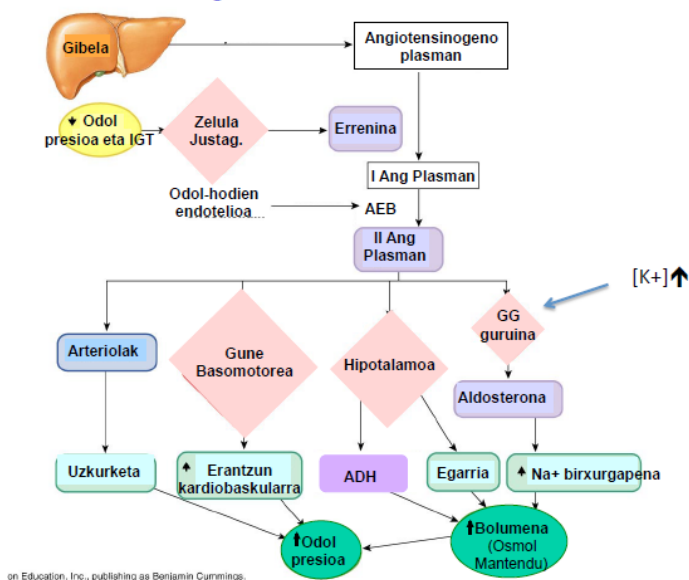 Gibela
Angiotensinogeno
plasman
↓ Odol
presioa eta IGT
Zelula
Justag.
Errenina
I Ang Plasman
Odol-hodien
endotelioa....
AEB
II Ang
Plasman
[K+]↑
GG
guruina
Arteriolak
Gune
Basomotorea
Hipotalamoa
Aldosterona
Uzkurketa
↑ Erantzun
kardiobaskularra
ADH
Egarria
↑ Na+ birxurgapena
↑Odol
presioa
↑Bolumena
(Osmol
Mantendu)
on Education, Inc., publishing as Benjamin Cummings.